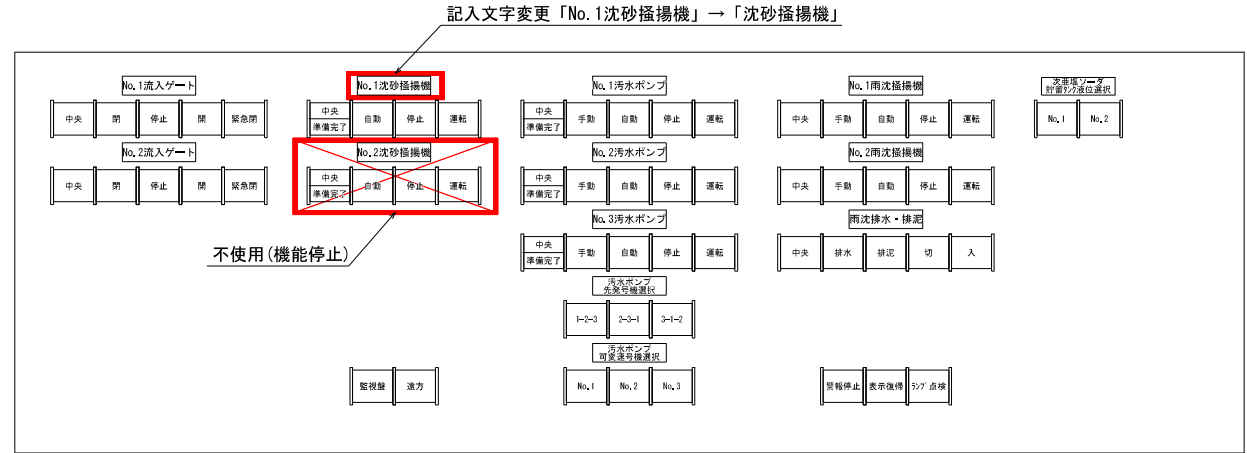 記入文字変更「No.1沈砂掻揚機」→「沈砂掻揚機」
No.1流入ゲート
中央 閉 停止 開 緊急閉
No.2流入ゲート
中央 閉 停止 開 緊急閉
No.1沈砂掻揚機
中央
準備完了
自動 停止 運転
No.2沈砂掻揚機
中央
準備完了
自動 停止 運転
不使用(機能停止)
監視盤 遠方
No.1汚水ポンプ
中央
準備完了
手動 自動 停止 運転
No.2汚水ポンプ
中央
準備完了
手動 自動 停止 運転
No.3汚水ポンプ
中央
準備完了
手動 自動 停止 運転
汚水ポンプ
先発号機選択
1-2-3 2-3-1 3-1-2
汚水ポンプ
可変速号機選択
No.1 No.2 No.3
No.1雨沈掻揚機
中央 手動 自動 停止 運転
No.2雨沈掻揚機
中央 手動 自動 停止 運転
雨沈排水・排泥
中央 排水 排泥 切 入
警報停止 表示復帰 ﾗﾝﾌﾟ点検
次亜塩ソーダ
貯留ﾀﾝｸ液位選択
No.1 No.2